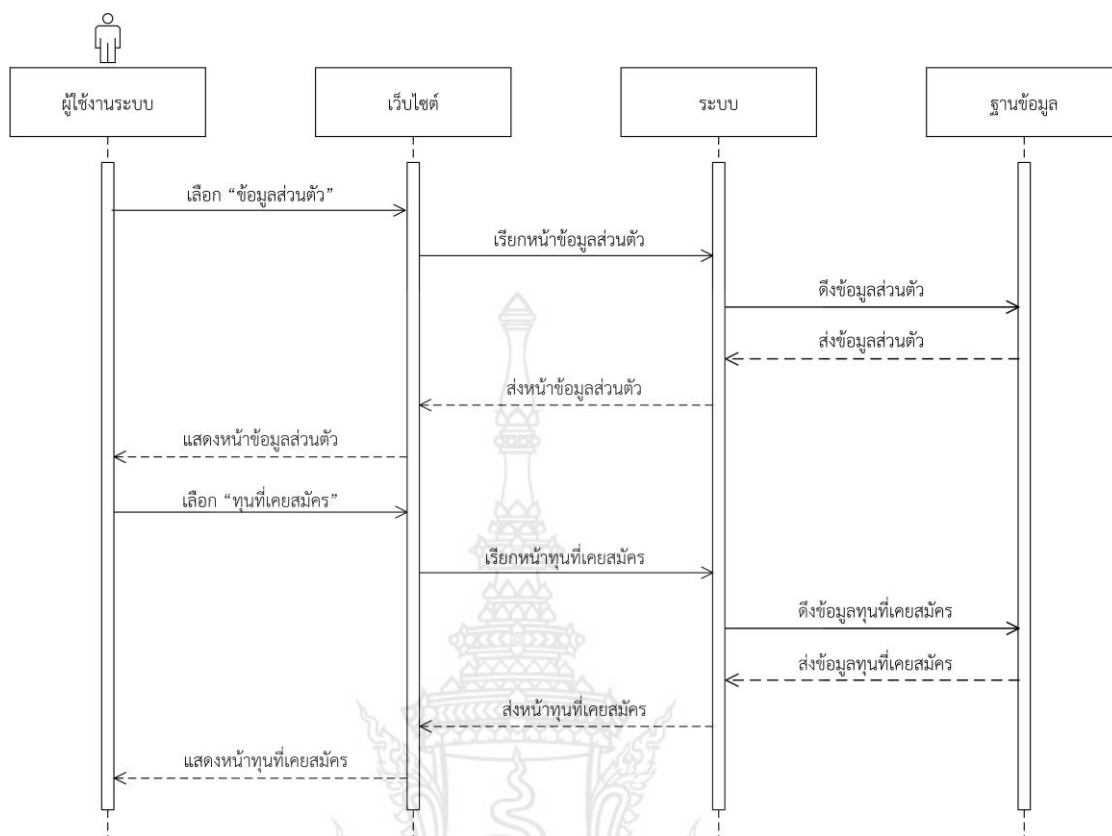 ผู้ใช้งานระบบ
เว็บไซต์
ระบบ
ฐานข้อมูล
เลือก “ข้อมูลส่วนตัว”
เรียกหน้าข้อมูลส่วนตัว
ดึงข้อมูลส่วนตัว
ส่งข้อมูลส่วนตัว
ส่งหน้าข้อมูลส่วนตัว
แสดงหน้าข้อมูลส่วนตัว
เลือก “ทุนที่เคยสมัคร”
เรียกหน้าทุนที่เคยสมัคร
ดึงข้อมูลทุนที่เคยสมัคร
ส่งข้อมูลทุนที่เคยสมัคร
ส่งหน้าทุนที่เคยสมัคร
แสดงหน้าทุนที่เคยสมัคร